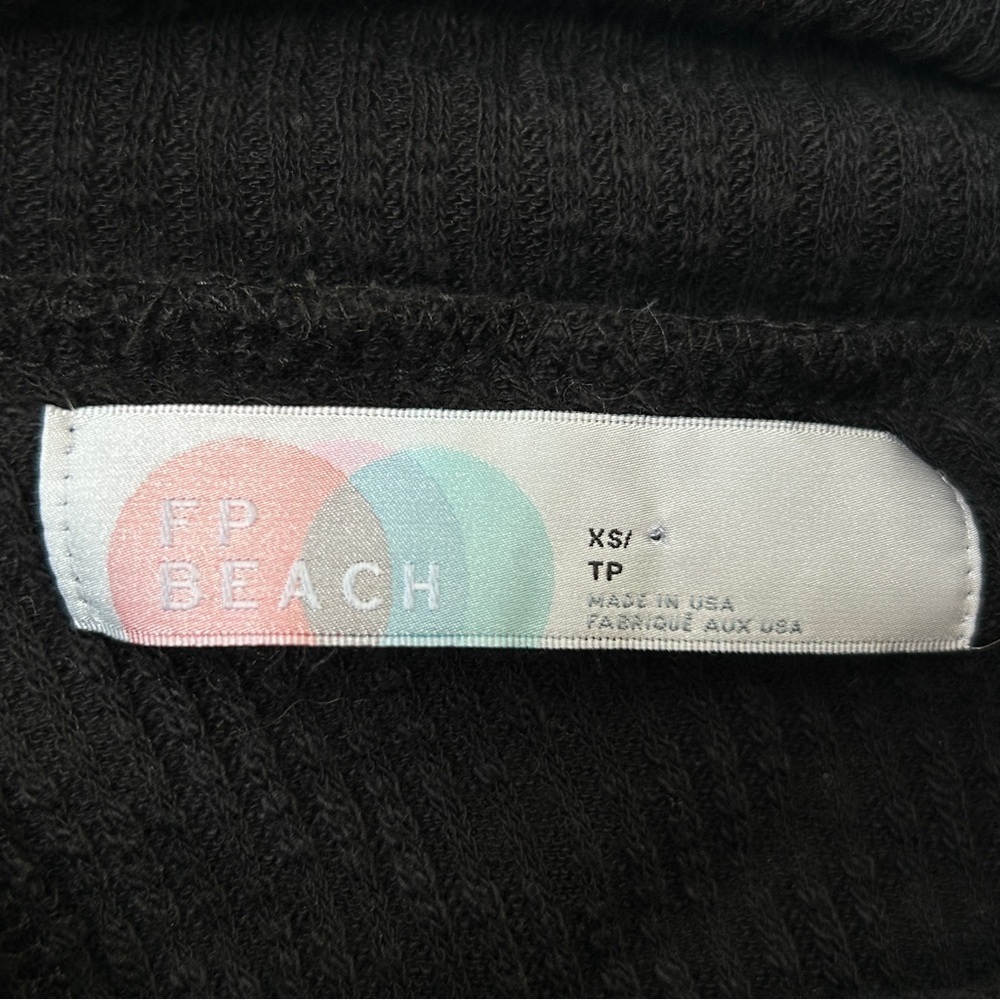 FP
BEACH
XS/
TP
MADE IN USA
FABRIQUÉ AUX USA